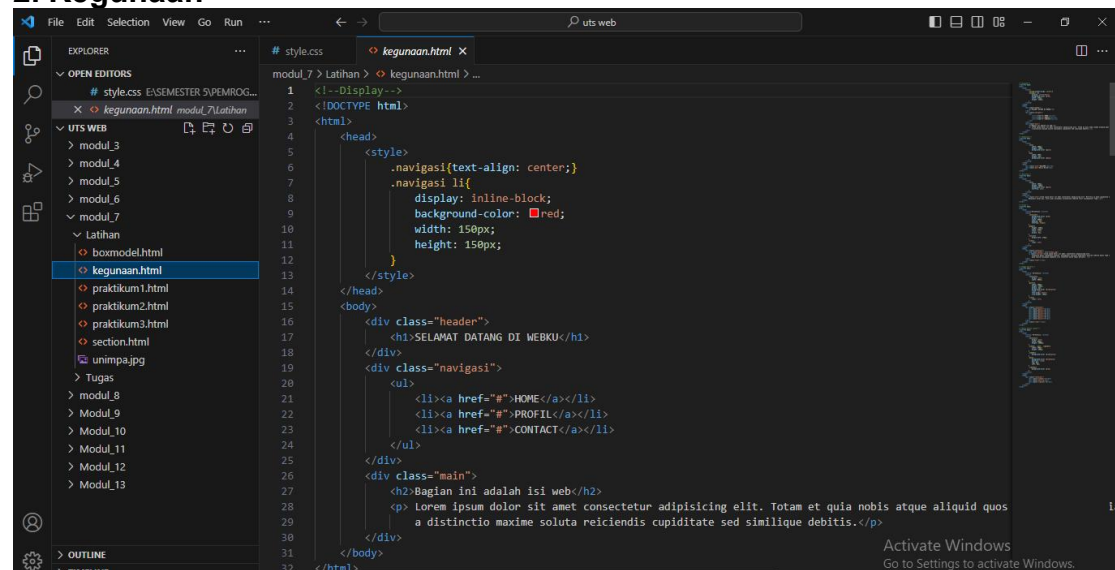 2. Kegunaan
File Edit Selection View Go Run ... uts web
EXPLORER ...
OPEN EDITORS
# style.css E:\SEMESTER 5\PEMROG...
kegunaan.html modul_7\Latihan
UTS WEB
> modul_3
> modul_4
> modul_5
> modul_6
modul_7
Latihan
<> boxmodel.html
<> kegunaan.html
<> praktikum1.html
<> praktikum2.html
<> praktikum3.html
<> section.html
unimpa.jpg
> Tugas
> modul_8
> Modul_9
> Modul_10
> Modul_11
> Modul_12
> Modul_13
> OUTLINE
# style.css <> kegunaan.html
modul_7 > Latihan > <> kegunaan.html > ...
1 <!--Display-->
2 <!DOCTYPE html>
3 <html>
4 <head>
5 <style>
6 .navigasi{text-align: center;}
7 .navigasi li{
8 display: inline-block;
9 background-color: red;
10 width: 150px;
11 height: 150px;
12 }
13 </style>
14 </head>
15 <body>
16 <div class="header">
17 <h1>SELAMAT DATANG DI WEBKU</h1>
18 </div>
19 <div class="navigasi">
20 <ul>
21 <li><a href="#">HOME</a></li>
22 <li><a href="#">PROFIL</a></li>
23 <li><a href="#">CONTACT</a></li>
24 </ul>
25 </div>
26 <div class="main">
27 <h2>Bagian ini adalah isi web</h2>
28 <p> Lorem ipsum dolor sit amet consectetur adipisicing elit. Totam et quia nobis atque aliquid quos
29 a distinctio maxime soluta reiciendis cupiditate sed similique debitis.</p>
30 </div>
31 </body>
32 </html>
Activate Windows
Go to Settings to activate Windows.